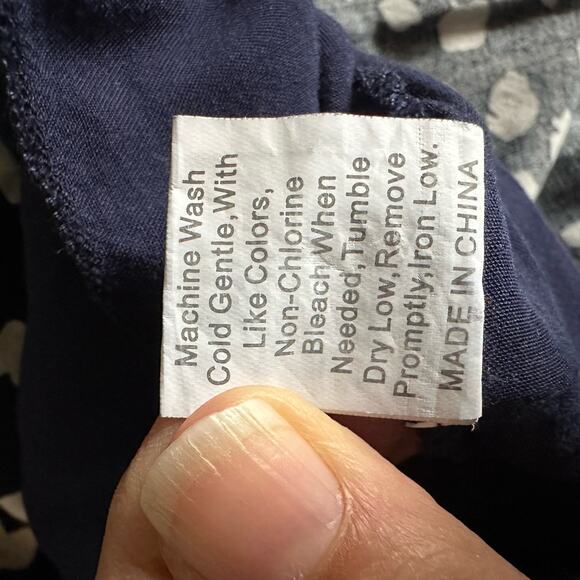 Machine Wash
Cold Gentle,With
Like Colors,
Non-Chlorine
Bleach,When
Needed,Tumble
Dry Low,Remove
Promptly,Iron Low.
MADE IN CHINA